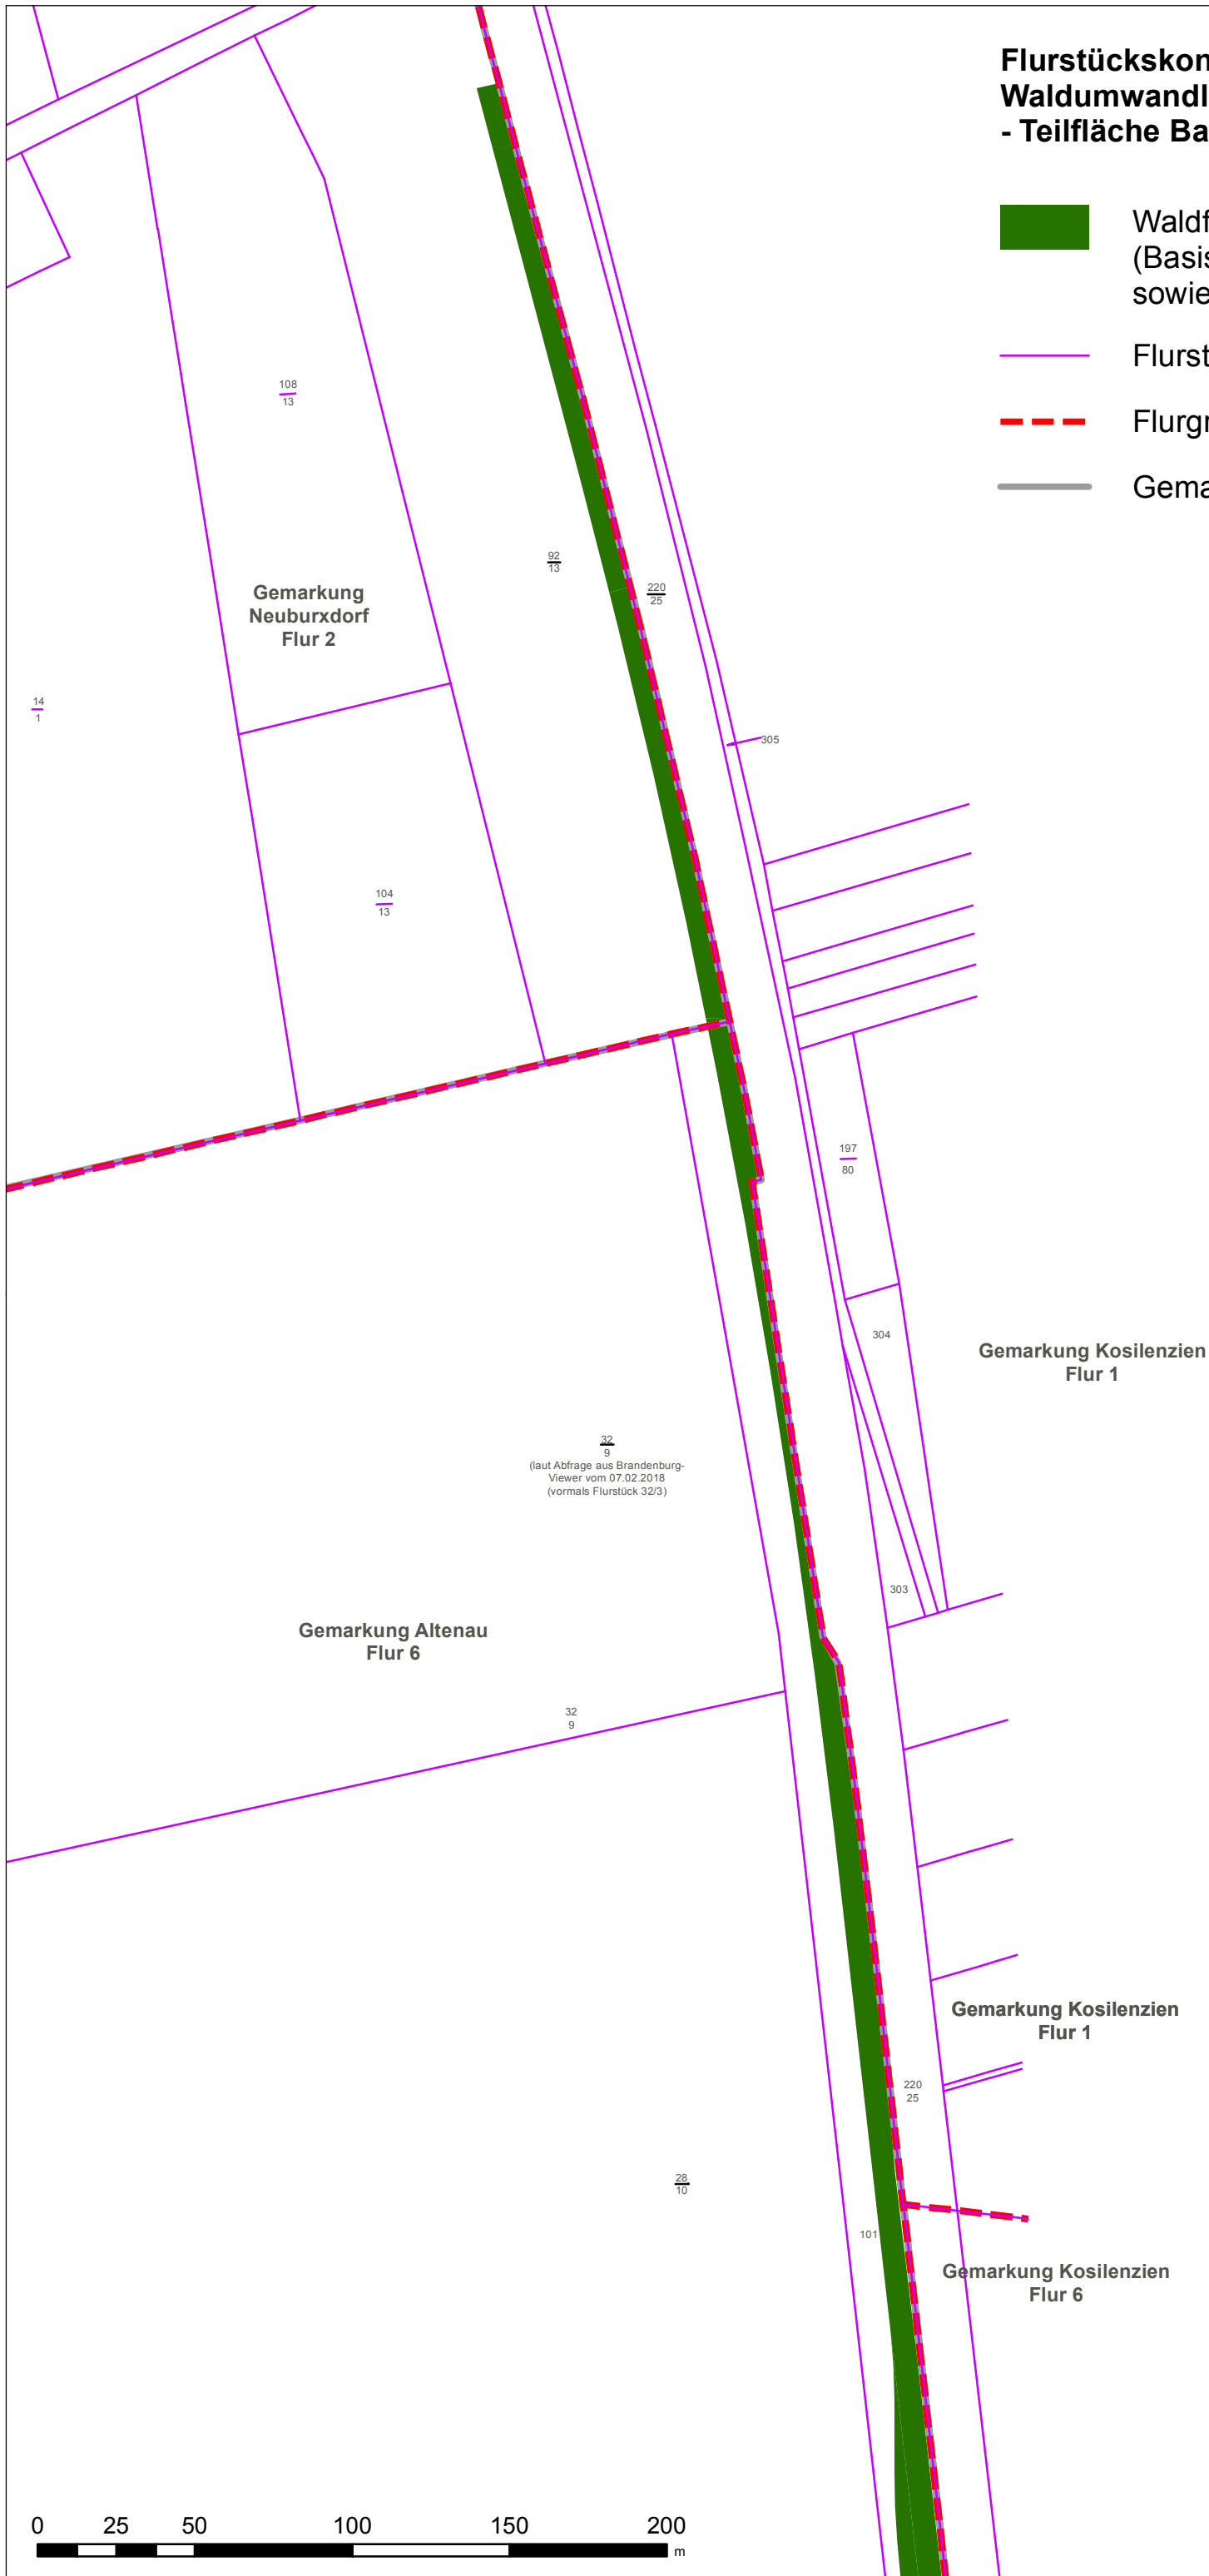 Flurstückskon
Waldumwandl
- Teilfläche Ba
Waldf
(Basis
sowie
Flurst
Flurgr
Gema
108
13
92
13
220
25
Gemarkung
Neuburxdorf
Flur 2
14
1
305
104
13
197
80
304
Gemarkung Kosilenzien
Flur 1
32
9
(laut Abfrage aus Brandenburg-
Viewer vom 07.02.2018
(vormals Flurstück 32/3)
303
Gemarkung Altenau
Flur 6
32
9
Gemarkung Kosilenzien
Flur 1
220
25
28
10
101
Gemarkung Kosilenzien
Flur 6
0 25 50 100 150 200
m